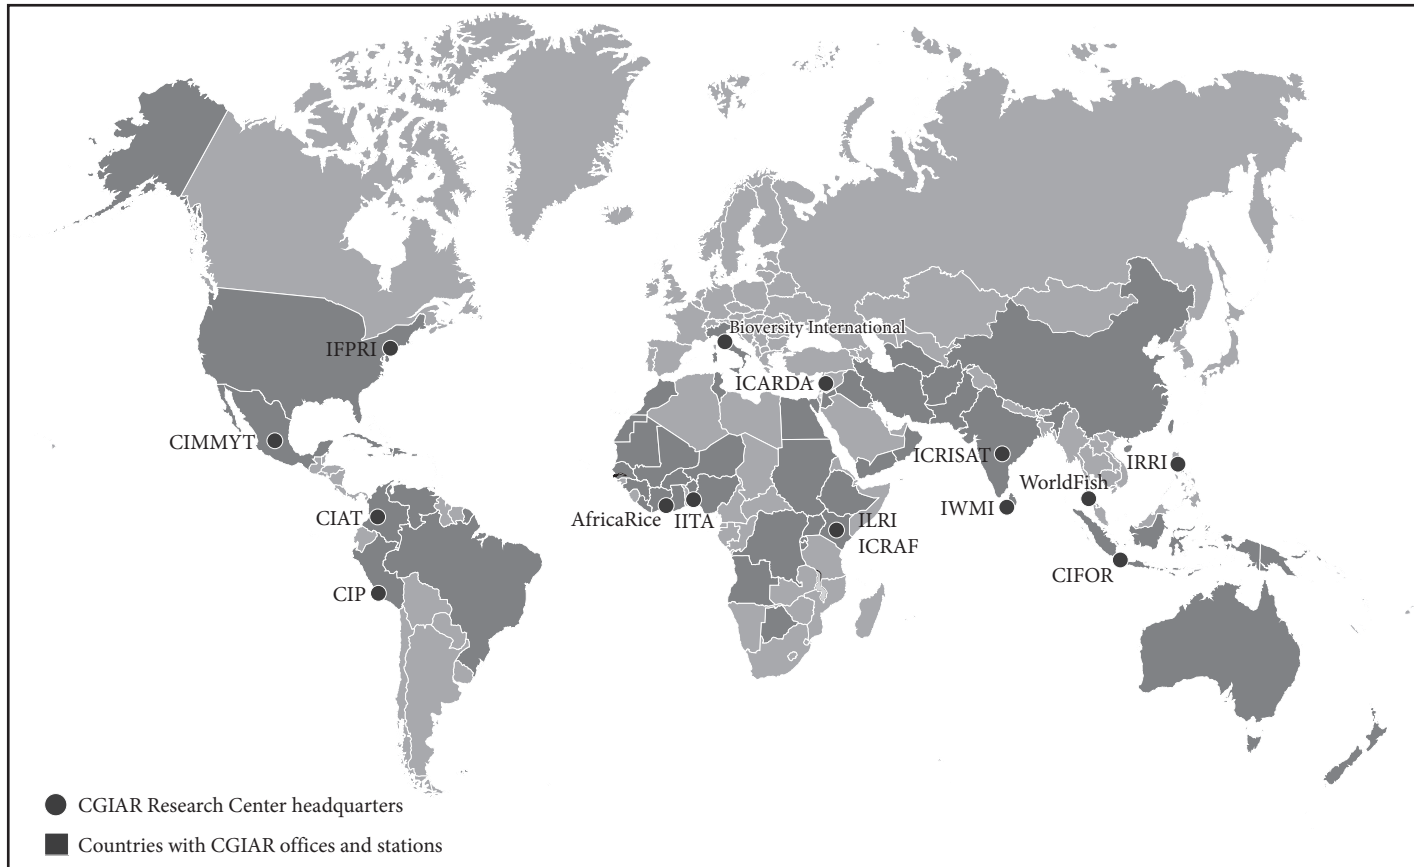 Bioversity International
IFPRI
ICARDA
CIMMYT
ICRISAT
IRRI
WorldFish
CIAT
AfricaRice
IITA
IWMI
ILRI
ICRAF
CIFOR
CIP
CGIAR Research Center headquarters
Countries with CGIAR offices and stations